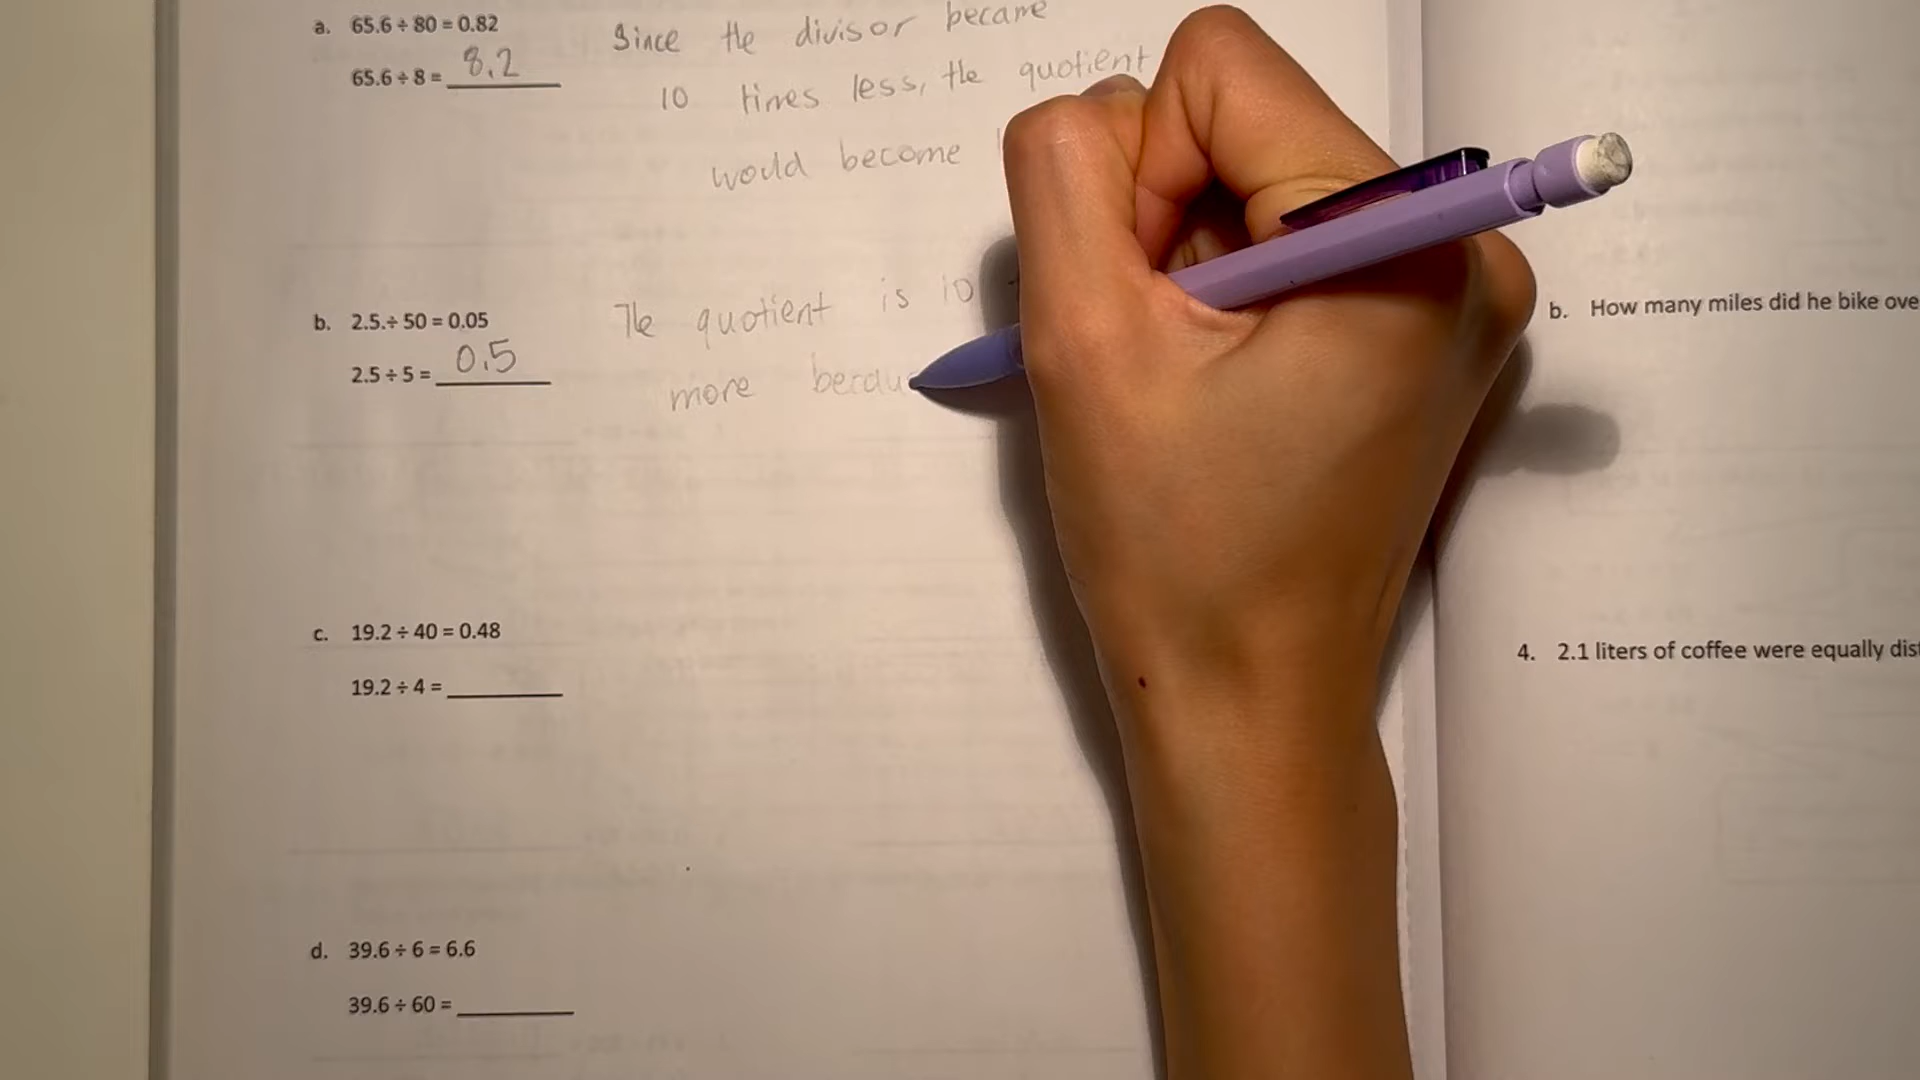 a. 65.6 ÷ 80 = 0.82
65.6 ÷ 8 = 8.2
Since the divisor became
10 times less, the quotient
would become
b. 2.5.÷ 50 = 0.05
2.5 ÷ 5 = 0.5
The quotient is 10
more becau
c. 19.2 ÷ 40 = 0.48
19.2 ÷ 4 =
d. 39.6 ÷ 6 = 6.6
39.6 ÷ 60 =
b. How many miles did he bike ove
4. 2.1 liters of coffee were equally dis